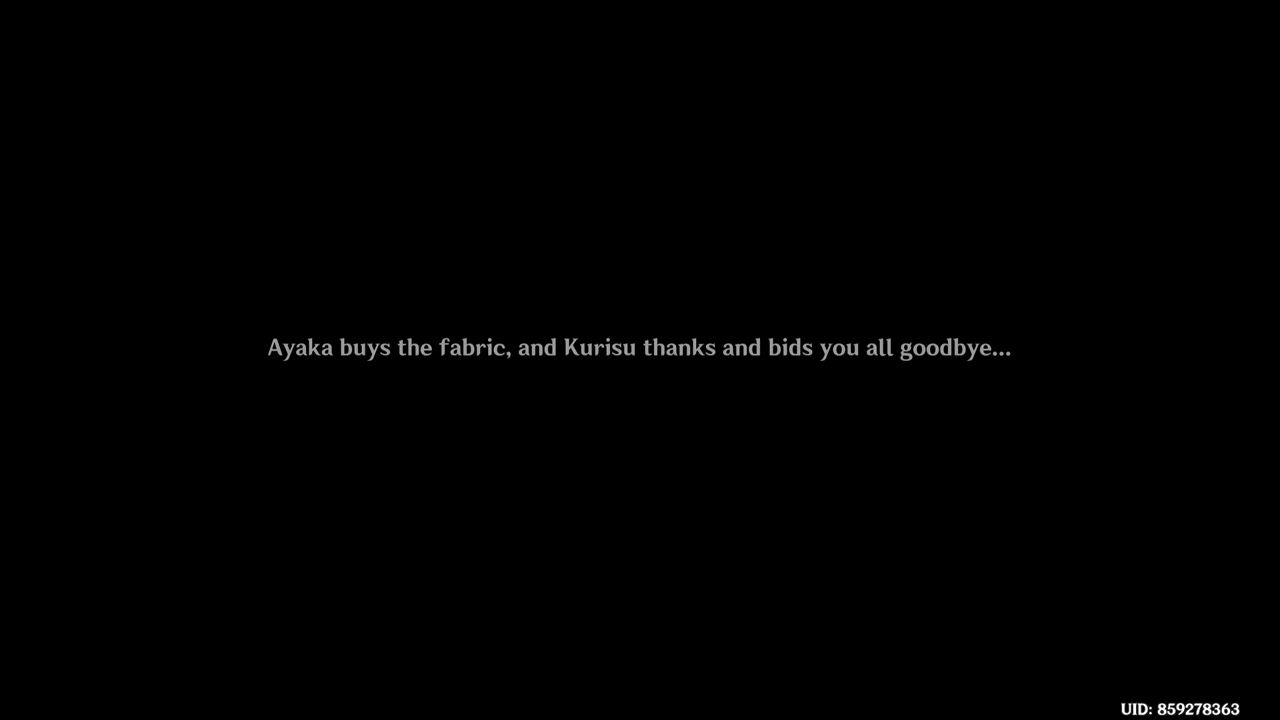 Ayaka buys the fabric, and Kurisu thanks and bids you all goodbye...
UID: 859278363